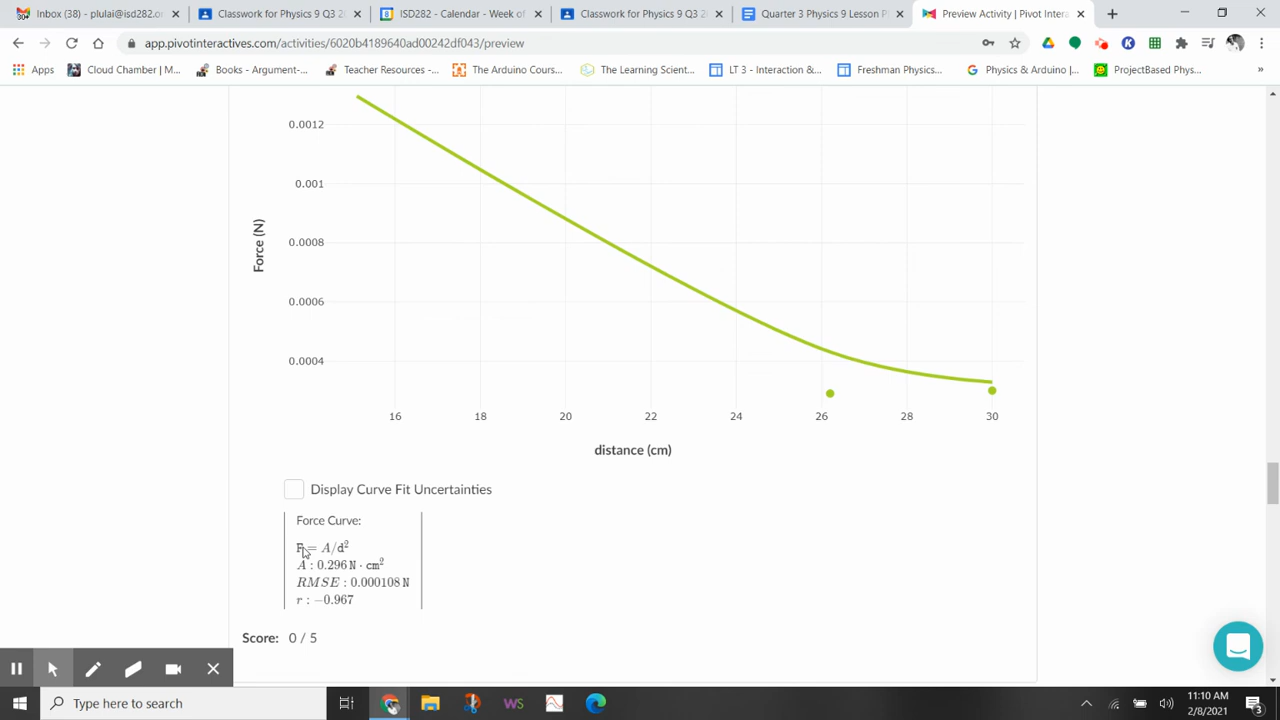 Inbox (38) - plulai@isd282.o
Classwork for Physics 9 Q3 2
ISD282 - Calendar - Week of
Classwork for Physics 9 Q3 2
Quarter 3 Physics 9 Lesson P
Preview Activity | Pivot Intera
app.pivotinteractives.com/activities/6020b4189640ad00242df043/preview
Apps
Cloud Chamber | M...
Books - Argument-...
Teacher Resources -...
The Arduino Cours...
The Learning Scient...
LT 3 - Interaction &...
Freshman Physics...
Physics & Arduino |...
ProjectBased Phys...
»
0.0012
0.001
0.0008
0.0006
0.0004
Force (N)
16 18 20 22 24 26 28 30
distance (cm)
Display Curve Fit Uncertainties
Force Curve:
F = A/d²
A : 0.296 N · cm²
RMSE : 0.000108 N
r : −0.967
Score: 0 / 5
Type here to search
WS
11:10 AM
2/8/2021
3